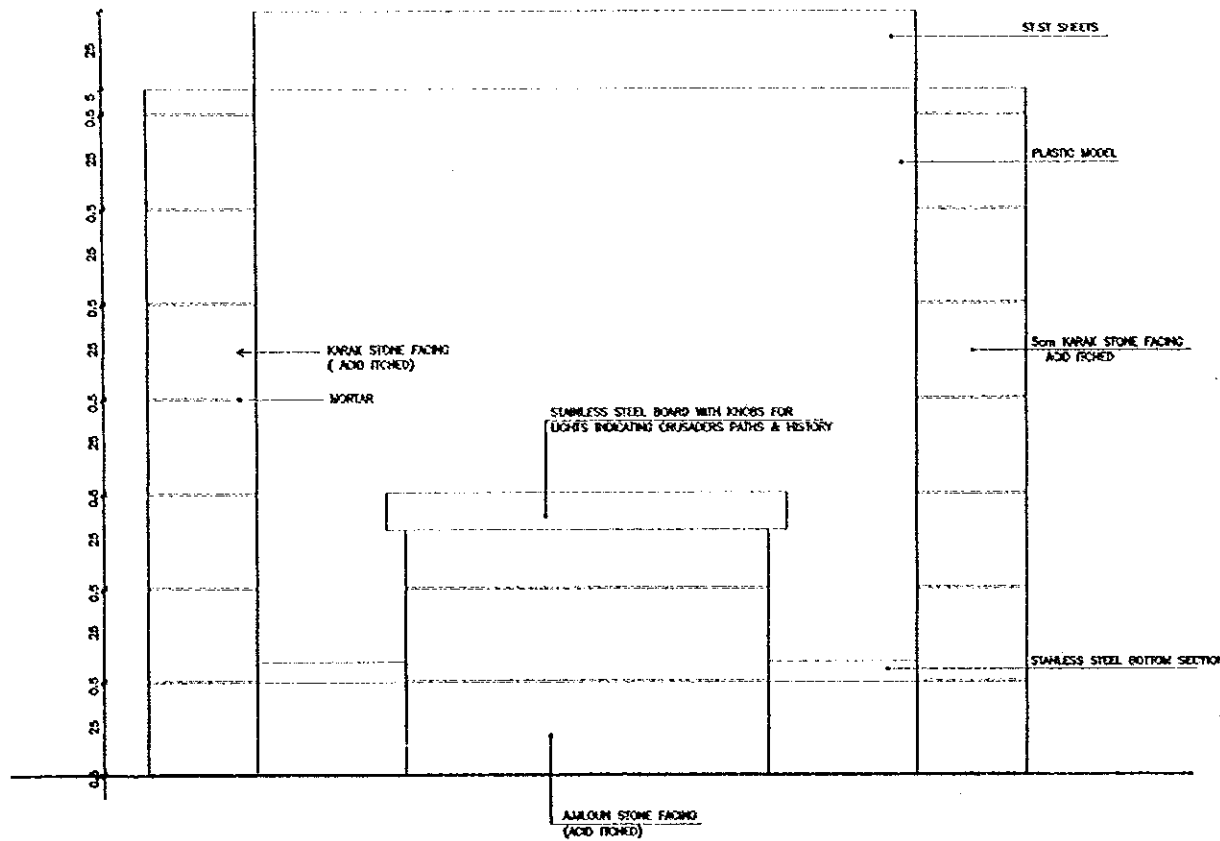 ST.ST SHEETS
25
5
0.5
25
PLASTIC MODEL
0.5
25
0.5
25
KARAK STONE FACING
( ACID ITCHED)
5cm KARAK STONE FACING
ACID ITCHED
0.5
MORTAR
STAINLESS STEEL BOARD WITH KNOBS FOR
LIGHTS INDICATING CRUSADERS PATHS & HISTORY
25
0.5
25
0.5
25
STAINLESS STEEL BOTTOM SECTION
0.5
25
0.5
AJLOUN STONE FACING
(ACID ITCHED)